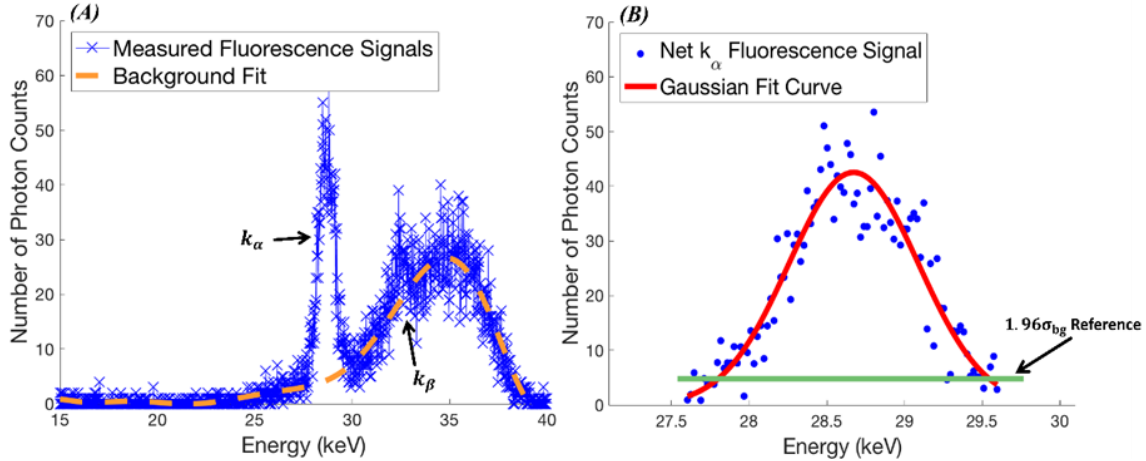 (A)
70
60
50
40
30
20
10
0
Number of Photon Counts
Measured Fluorescence Signals
Background Fit
kα
kβ
15 20 25 30 35 40
Energy (keV)
(B)
70
60
50
40
30
20
10
0
Number of Photon Counts
Net kα Fluorescence Signal
Gaussian Fit Curve
1.96σbg Reference
27.5 28 28.5 29 29.5 30
Energy (keV)